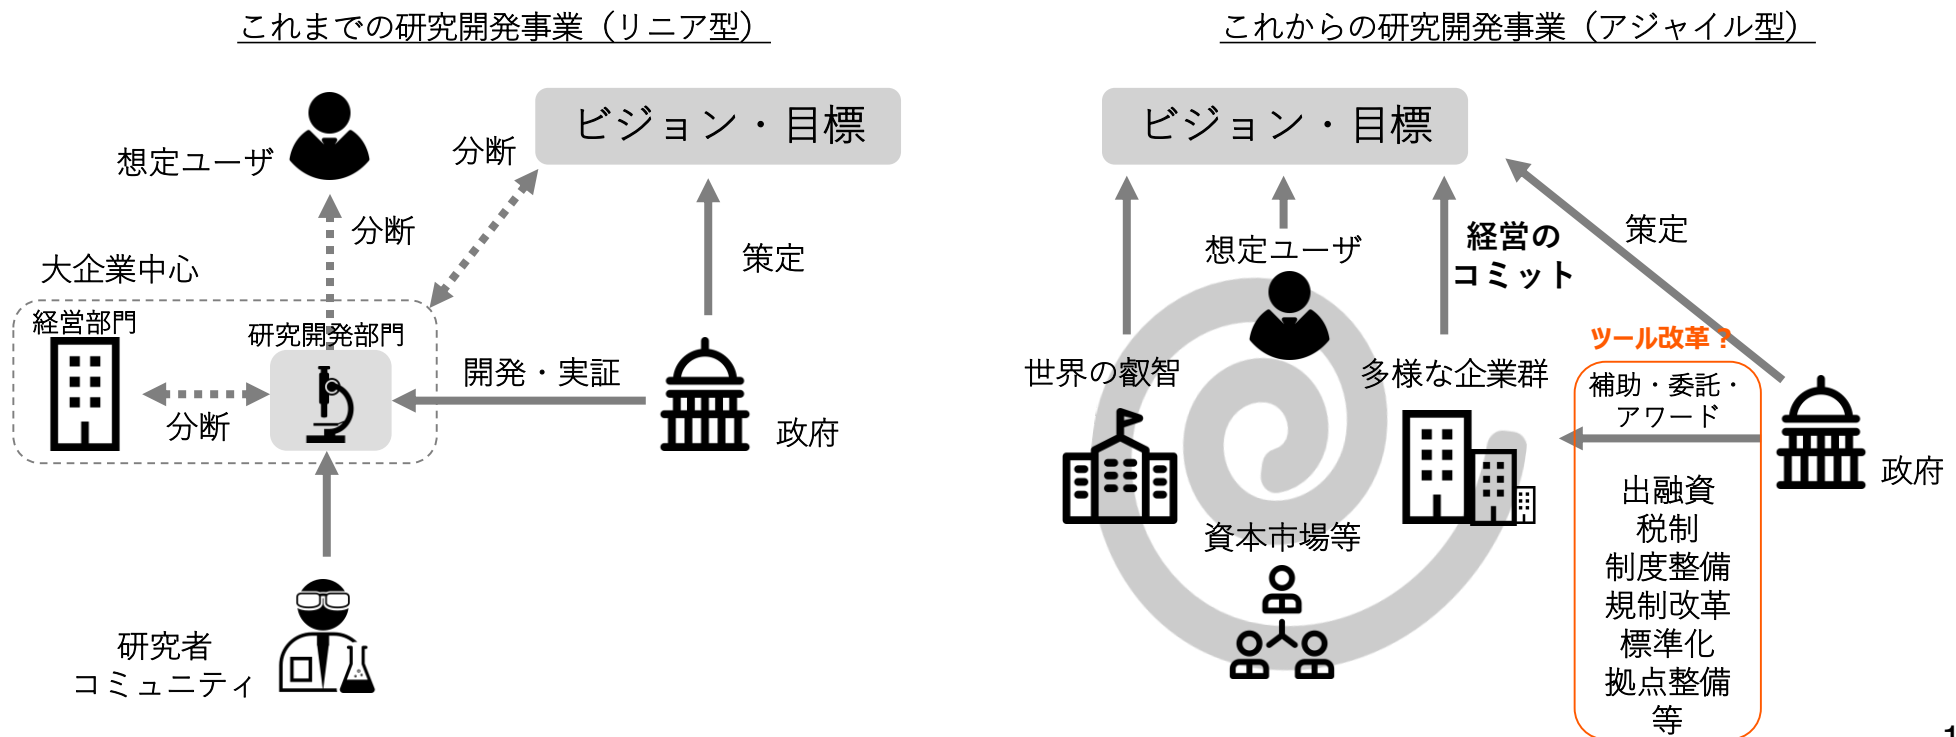 これまでの研究開発事業（リニア型）
ビジョン・目標
分断
想定ユーザ
分断
策定
大企業中心
経営部門
研究開発部門
開発・実証
分断
政府
研究者
コミュニティ
これからの研究開発事業（アジャイル型）
ビジョン・目標
策定
経営の
コミット
想定ユーザ
ツール改革？
世界の叡智
多様な企業群
補助・委託・
アワード
政府
出融資
税制
制度整備
規制改革
標準化
拠点整備
等
資本市場等